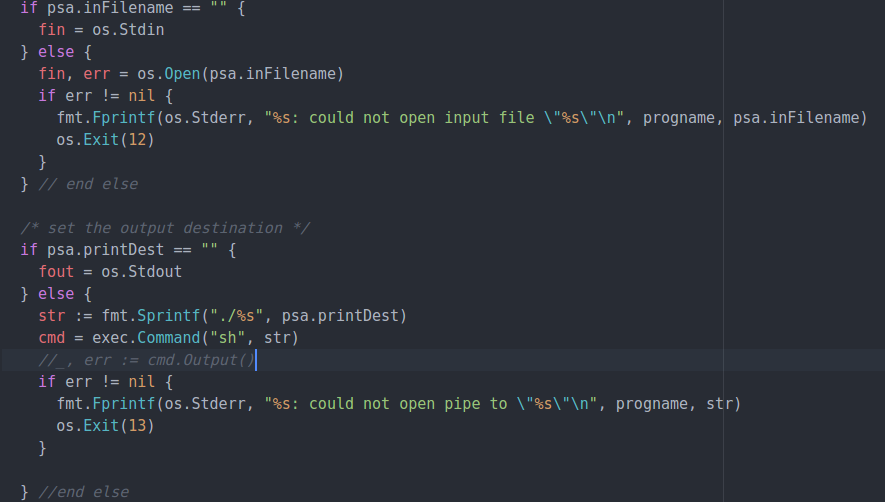 if psa.inFilename == "" {
  fin = os.Stdin
} else {
  fin, err = os.Open(psa.inFilename)
  if err != nil {
    fmt.Fprintf(os.Stderr, "%s: could not open input file \"%s\"\n", progname, psa.inFilename)
    os.Exit(12)
  }
} // end else

/* set the output destination */
if psa.printDest == "" {
  fout = os.Stdout
} else {
  str := fmt.Sprintf("./%s", psa.printDest)
  cmd = exec.Command("sh", str)
  //_, err := cmd.Output()
  if err != nil {
    fmt.Fprintf(os.Stderr, "%s: could not open pipe to \"%s\"\n", progname, str)
    os.Exit(13)
  }

} //end else